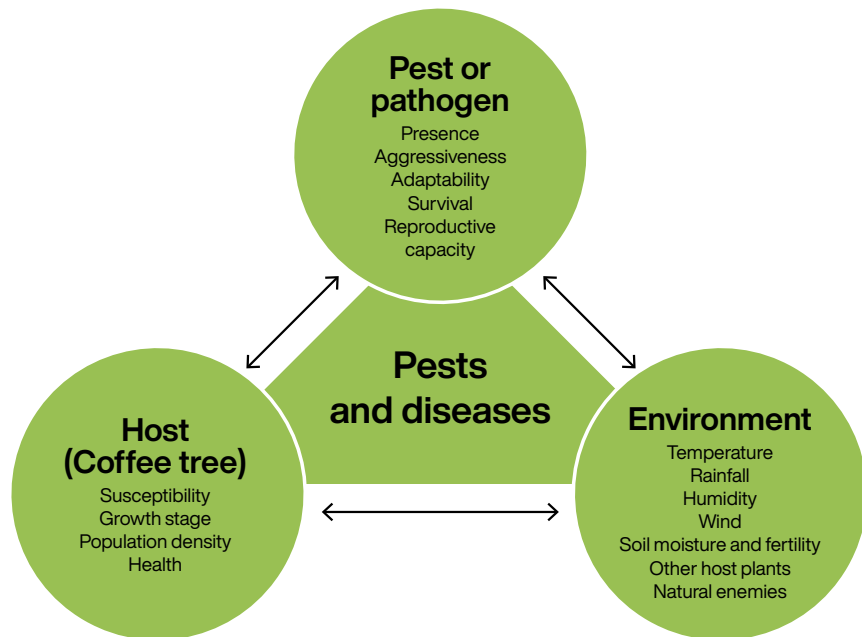 Pest or
pathogen
Presence
Aggressiveness
Adaptability
Survival
Reproductive
capacity
Pests
and diseases
Host
(Coffee tree)
Susceptibility
Growth stage
Population density
Health
Environment
Temperature
Rainfall
Humidity
Wind
Soil moisture and fertility
Other host plants
Natural enemies